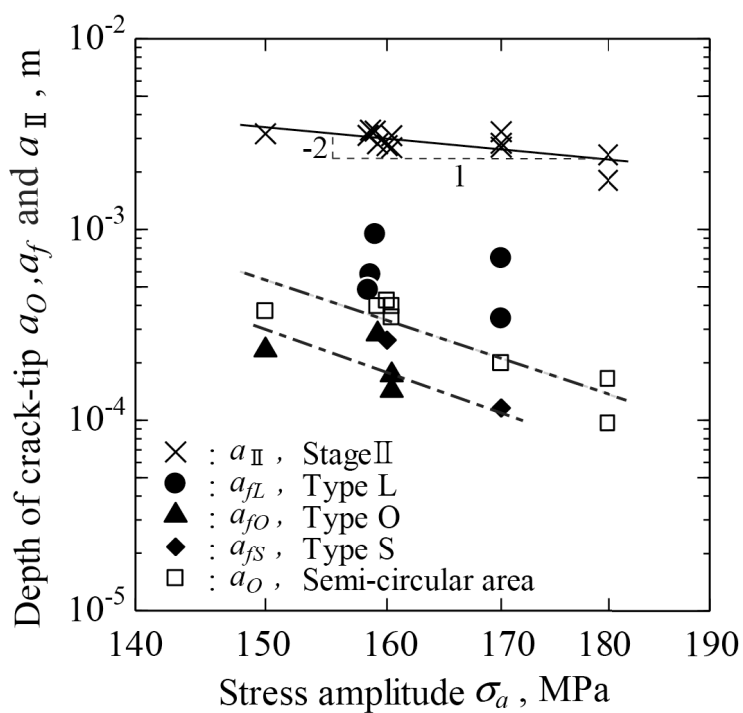 Depth of crack-tip a_O, a_f and a_Ⅱ, m
10^-2
10^-3
10^-4
10^-5
-2
1
: a_Ⅱ, Stage Ⅱ
: a_fL, Type L
: a_fO, Type O
: a_fS, Type S
: a_O, Semi-circular area
140 150 160 170 180 190
Stress amplitude σ_a, MPa